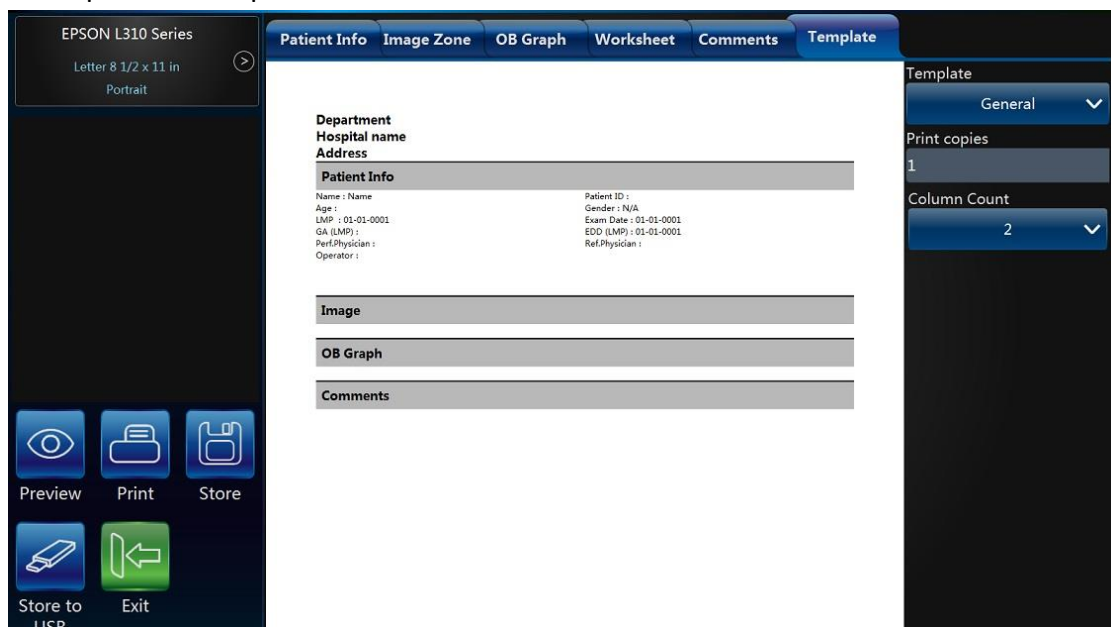 EPSON L310 Series
Letter 8 1/2 x 11 in
Portrait
Patient Info
Image Zone
OB Graph
Worksheet
Comments
Template
Department
Hospital name
Address
Patient Info
Name : Name
Patient ID :
Age :
Gender : N/A
LMP : 01-01-0001
Exam Date : 01-01-0001
GA (LMP) :
EDD (LMP) : 01-01-0001
Perf.Physician :
Ref.Physician :
Operator :
Image
OB Graph
Comments
Template
General
Print copies
1
Column Count
2
Preview
Print
Store
Store to
USB
Exit